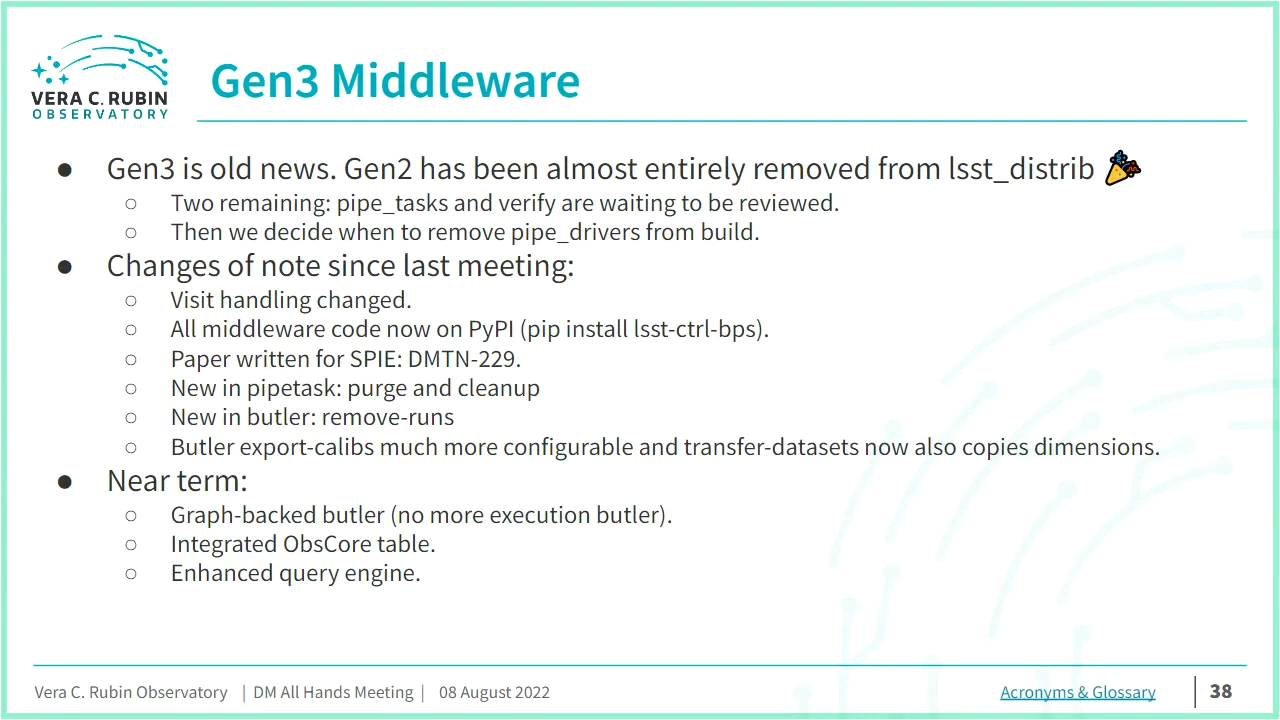 VERA C. RUBIN
OBSERVATORY
Gen3 Middleware
● Gen3 is old news. Gen2 has been almost entirely removed from lsst_distrib 🎉
○ Two remaining: pipe_tasks and verify are waiting to be reviewed.
○ Then we decide when to remove pipe_drivers from build.
● Changes of note since last meeting:
○ Visit handling changed.
○ All middleware code now on PyPI (pip install lsst-ctrl-bps).
○ Paper written for SPIE: DMTN-229.
○ New in pipetask: purge and cleanup
○ New in butler: remove-runs
○ Butler export-calibs much more configurable and transfer-datasets now also copies dimensions.
● Near term:
○ Graph-backed butler (no more execution butler).
○ Integrated ObsCore table.
○ Enhanced query engine.
Vera C. Rubin Observatory | DM All Hands Meeting | 08 August 2022 Acronyms & Glossary | 38